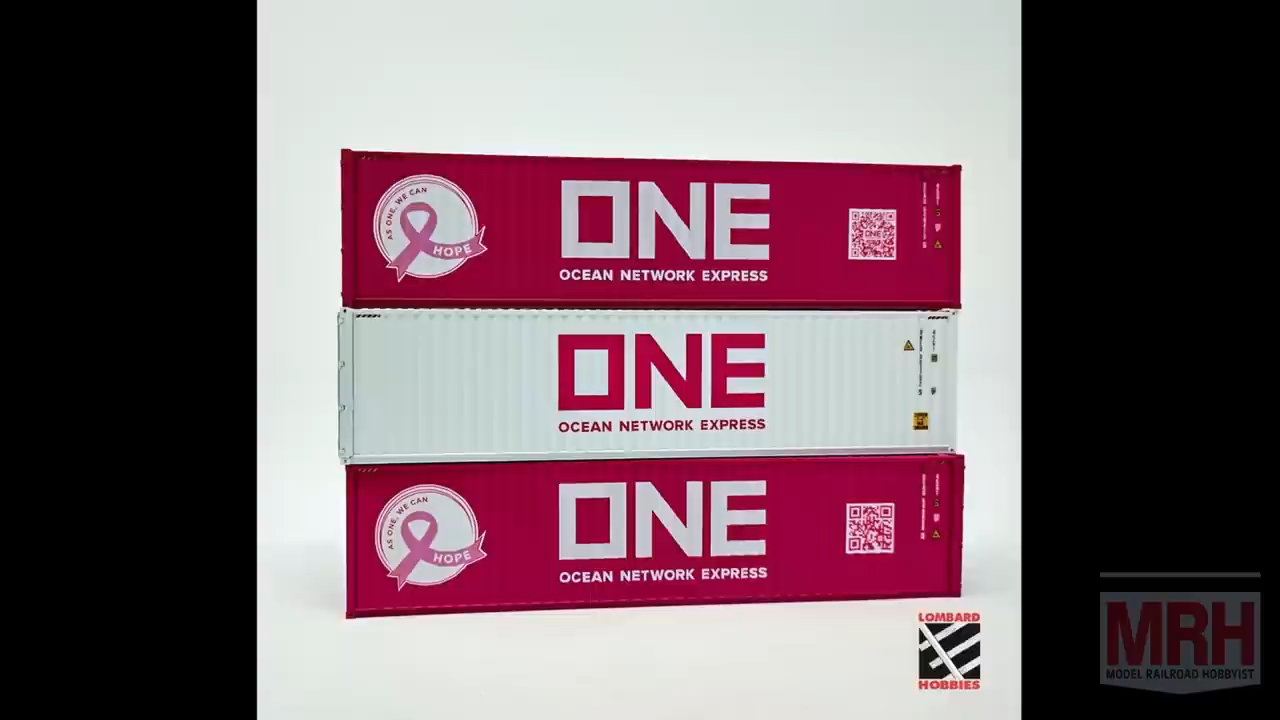 AS ONE, WE CAN
HOPE
ONE
OCEAN NETWORK EXPRESS
ONE
ONE
OCEAN NETWORK EXPRESS
AS ONE, WE CAN
HOPE
ONE
OCEAN NETWORK EXPRESS
LOMBARD
HOBBIES
MRH
MODEL RAILROAD HOBBYIST